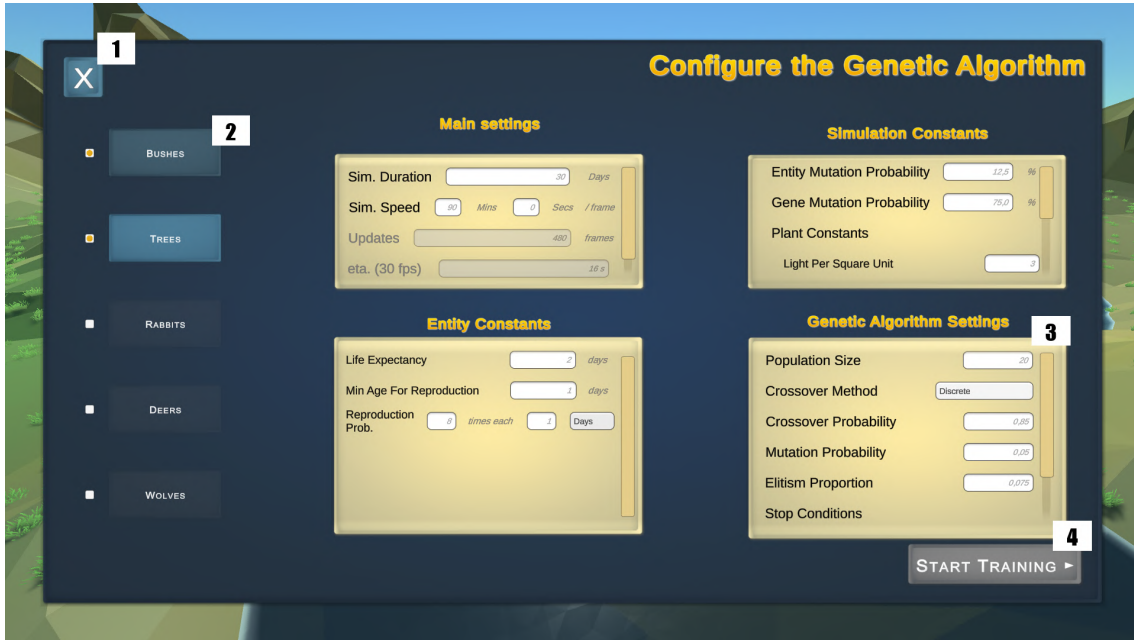 1
X
Configure the Genetic Algorithm
2
BUSHES
TREES
RABBITS
DEERS
WOLVES
Main settings
Sim. Duration 30 Days
Sim. Speed 90 Mins 0 Secs / frame
Updates 480 frames
eta. (30 fps) 16 s
Simulation Constants
Entity Mutation Probability 12,5 %
Gene Mutation Probability 75,0 %
Plant Constants
Light Per Square Unit 3
Entity Constants
Life Expectancy 2 days
Min Age For Reproduction 1 days
Reproduction
Prob. 8 times each 1 Days
Genetic Algorithm Settings
3
Population Size 20
Crossover Method Discrete
Crossover Probability 0,85
Mutation Probability 0,05
Elitism Proportion 0,075
Stop Conditions
4
START TRAINING ►